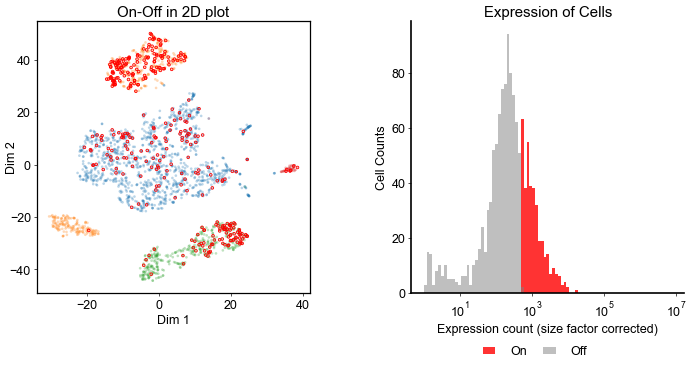 On-Off in 2D plot
Dim 2
40
20
0
−20
−40
−20 0 20 40
Dim 1
Expression of Cells
Cell Counts
80
60
40
20
0
10^1 10^3 10^5 10^7
Expression count (size factor corrected)
On Off